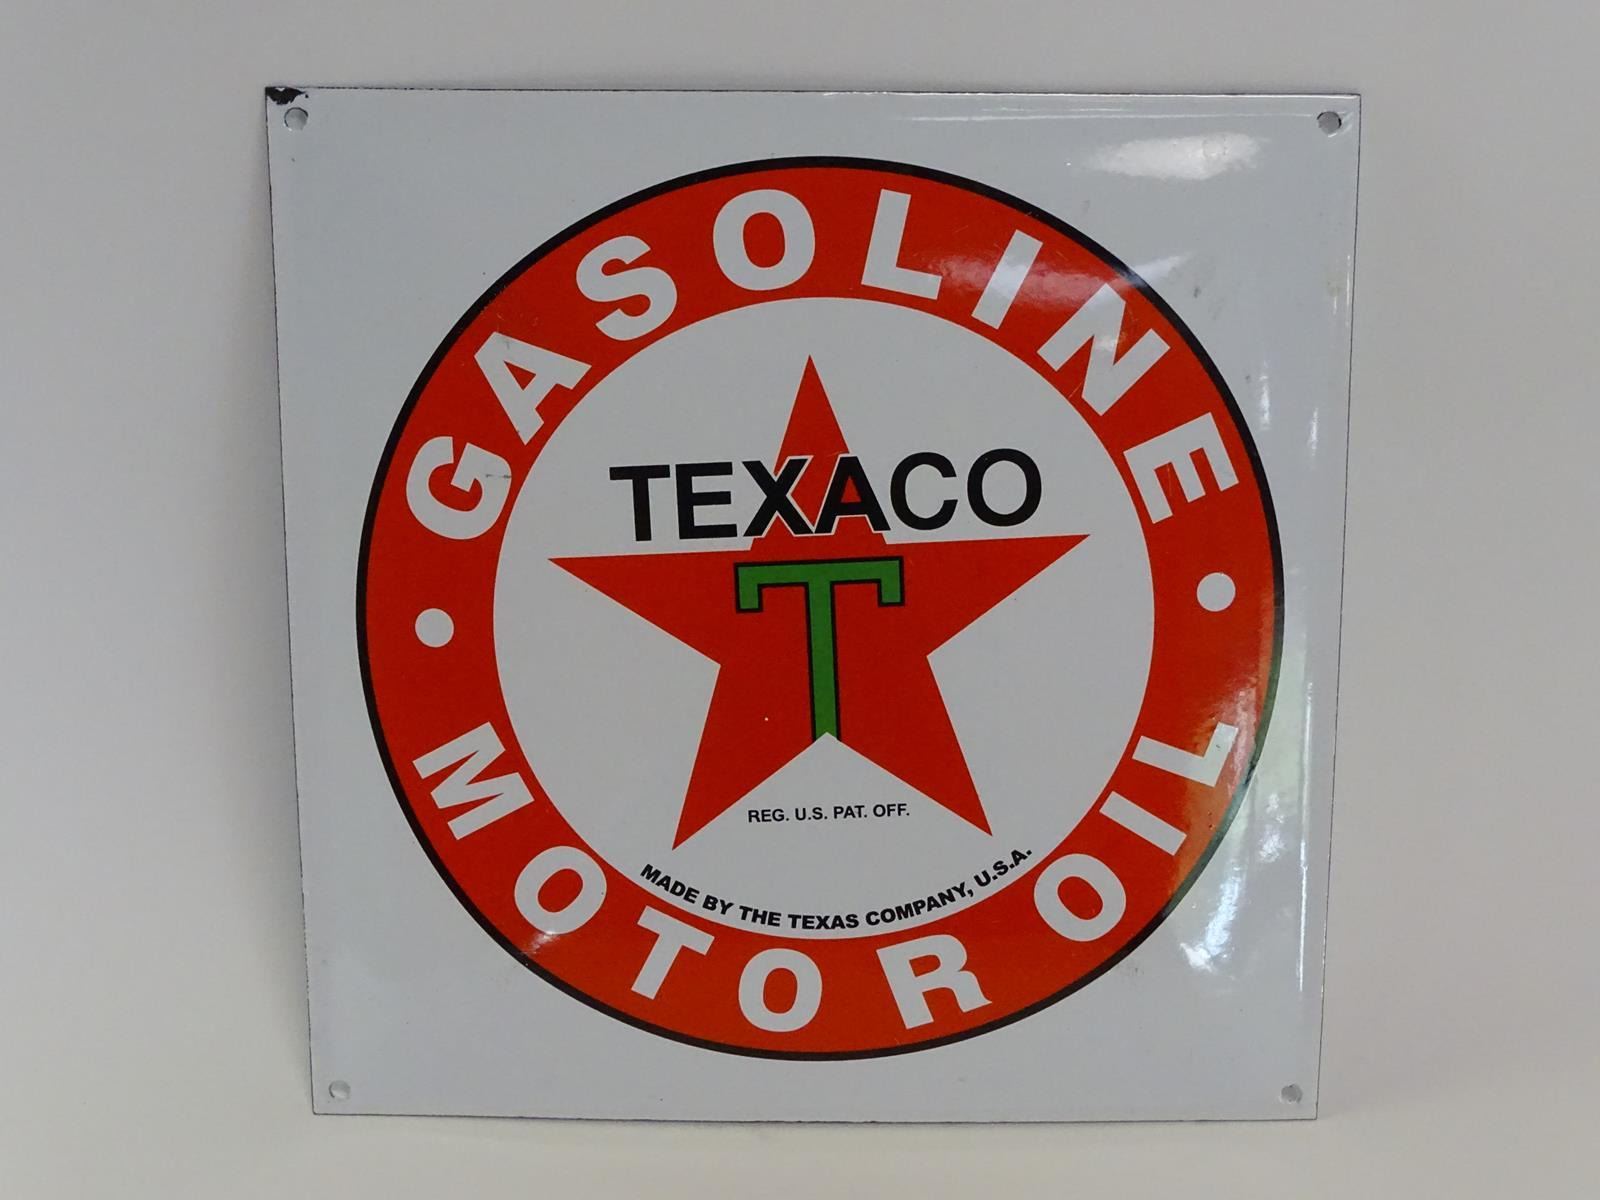 GASOLINE
TEXACO
T
REG. U.S. PAT. OFF.
MADE BY THE TEXAS COMPANY, U.S.A.
• MOTOR OIL •